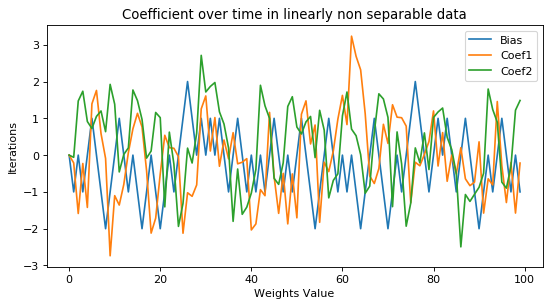 Coefficient over time in linearly non separable data
Bias
Coef1
Coef2
Iterations
3
2
1
0
−1
−2
−3
0
20
40
60
80
100
Weights Value